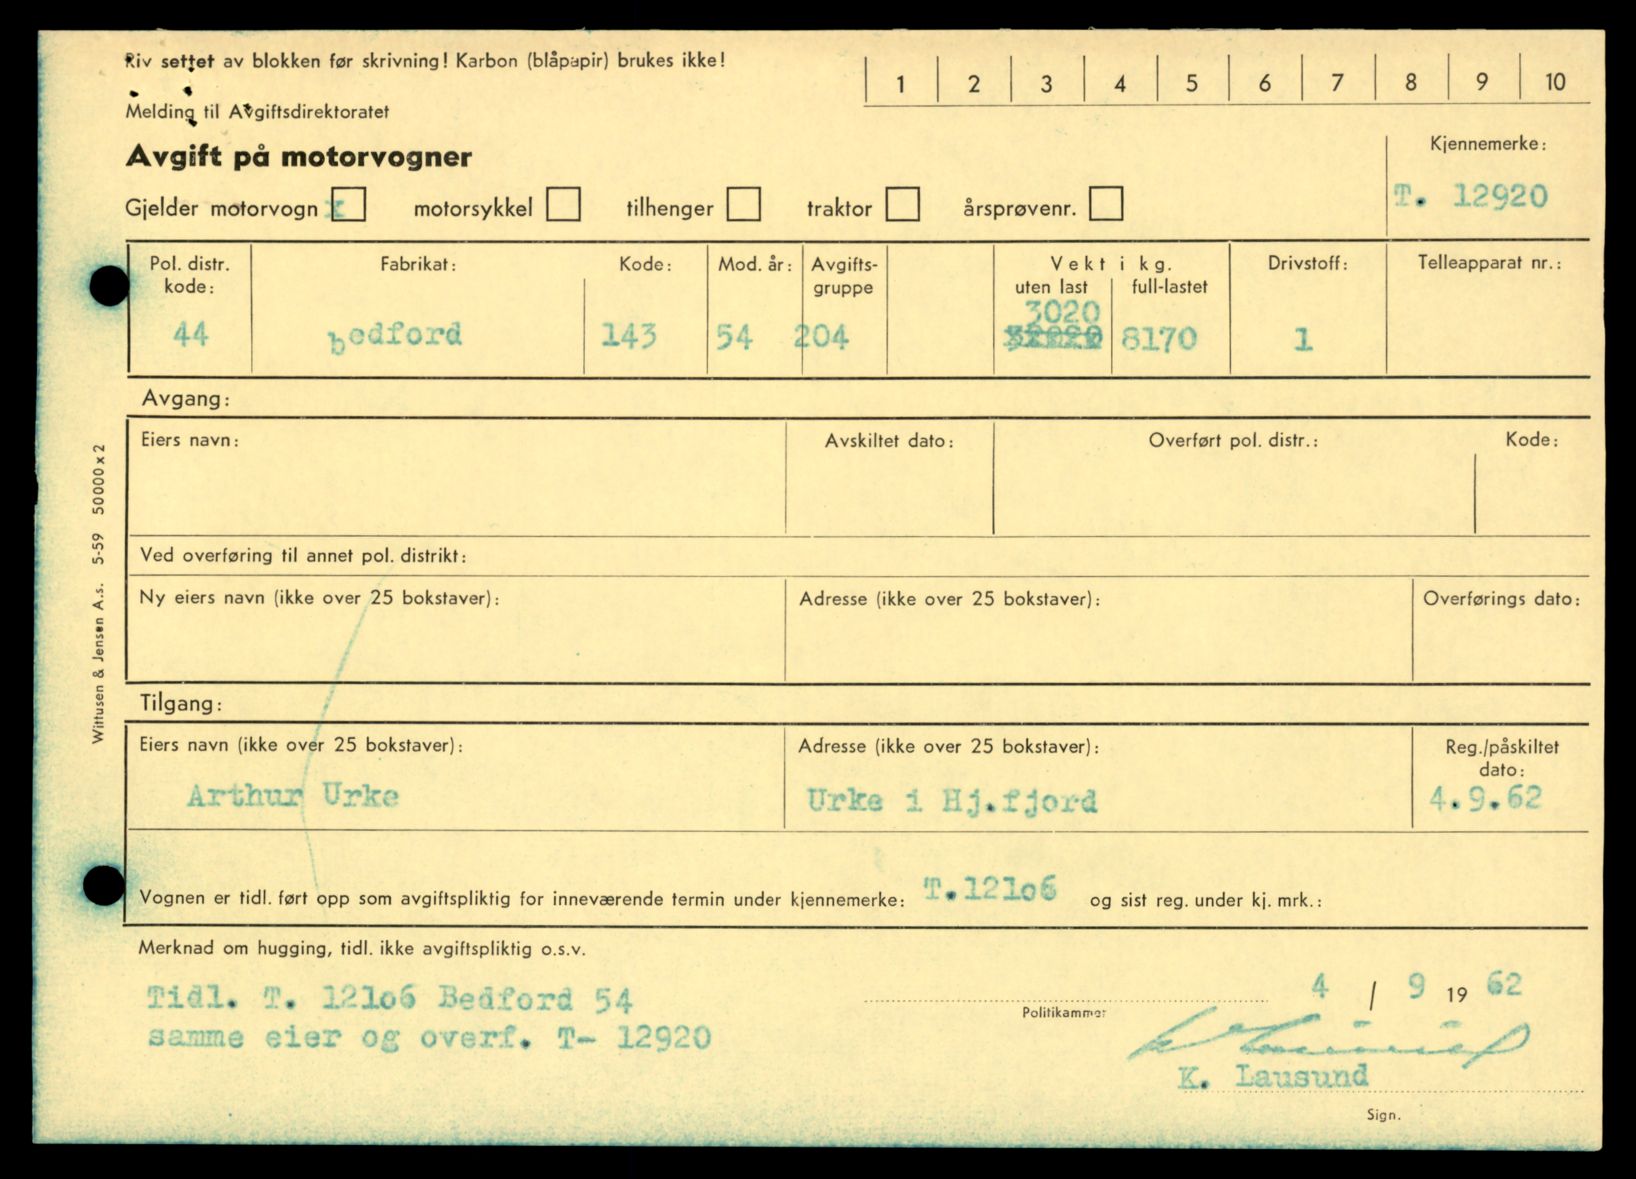 Riv settet av blokken før skrivning! Karbon (blåpapir) brukes ikke!
1 2 3 4 5 6 7 8 9 10
Melding til Avgiftsdirektoratet
Avgift på motorvogner
Kjennemerke:
T. 12920
Gjelder motorvogn x motorsykkel tilhenger traktor årsprøvenr.
Pol. distr. kode: Fabrikat: Kode: Mod. år: Avgifts-gruppe Vekt i kg. Drivstoff: Telleapparat nr.:
uten last full-lastet
3020
44 bedford 143 54 204 8170 1
Avgang:
Eiers navn: Avskiltet dato: Overført pol. distr.: Kode:
Ved overføring til annet pol. distrikt:
Ny eiers navn (ikke over 25 bokstaver): Adresse (ikke over 25 bokstaver): Overførings dato:
Tilgang:
Eiers navn (ikke over 25 bokstaver): Adresse (ikke over 25 bokstaver): Reg./påskiltet dato:
Arthur Urke Urke i Hj.fjord 4.9.62
Vognen er tidl. ført opp som avgiftspliktig for inneværende termin under kjennemerke: T.12lo6 og sist reg. under kj. mrk.:
Merknad om hugging, tidl. ikke avgiftspliktig o.s.v.
Tidl. T. 12lo6 Bedford 54
samme eier og overf. T- 12920
4 / 9 19 62
Politikammer
K. Lausund
Sign.
Wittusen & Jensen A.s. 5-59 50000 x 2